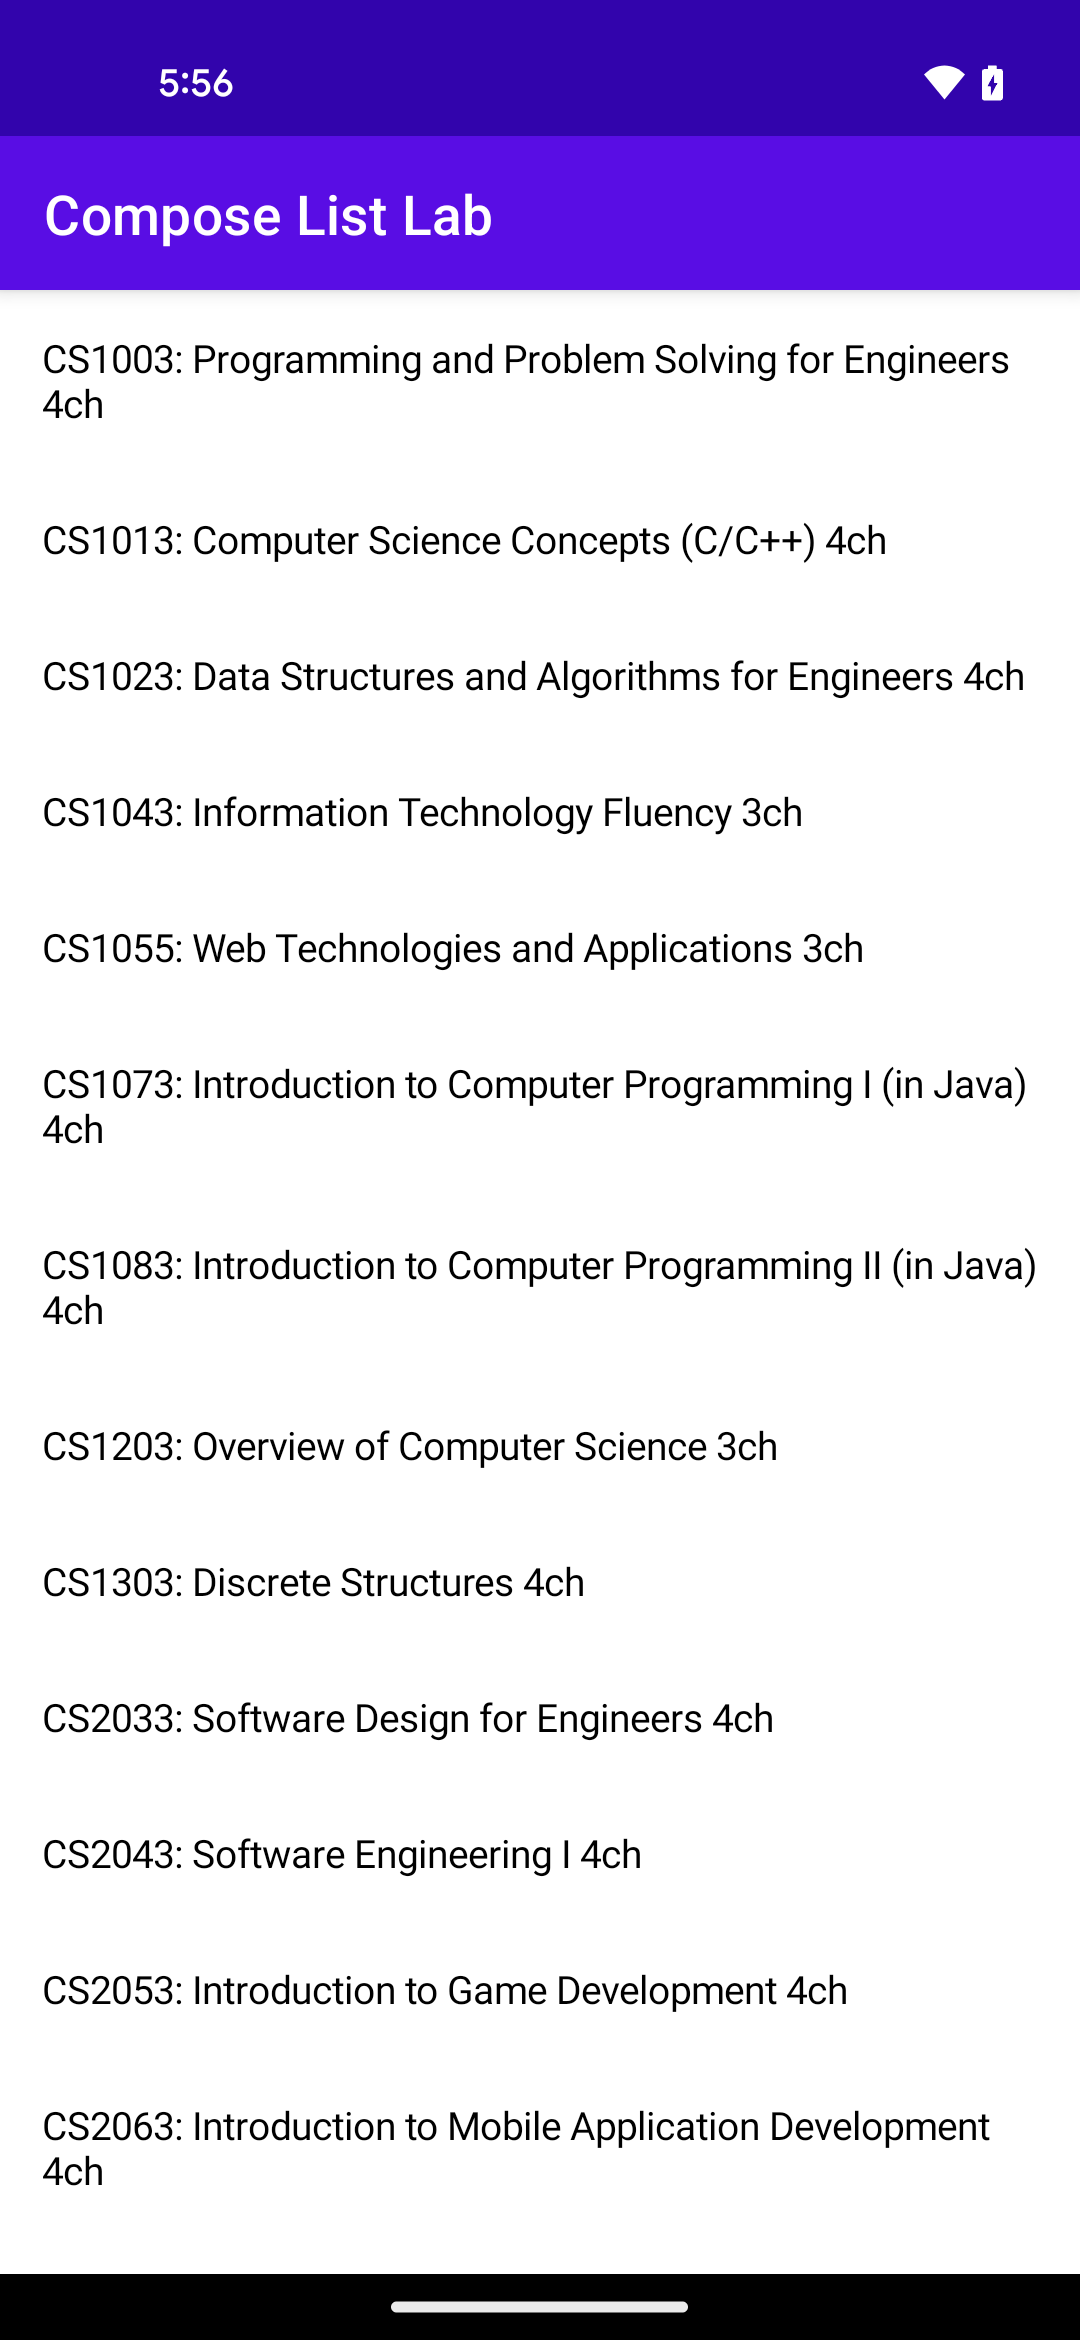 5:56
Compose List Lab
CS1003: Programming and Problem Solving for Engineers
4ch
CS1013: Computer Science Concepts (C/C++) 4ch
CS1023: Data Structures and Algorithms for Engineers 4ch
CS1043: Information Technology Fluency 3ch
CS1055: Web Technologies and Applications 3ch
CS1073: Introduction to Computer Programming I (in Java)
4ch
CS1083: Introduction to Computer Programming II (in Java)
4ch
CS1203: Overview of Computer Science 3ch
CS1303: Discrete Structures 4ch
CS2033: Software Design for Engineers 4ch
CS2043: Software Engineering I 4ch
CS2053: Introduction to Game Development 4ch
CS2063: Introduction to Mobile Application Development
4ch